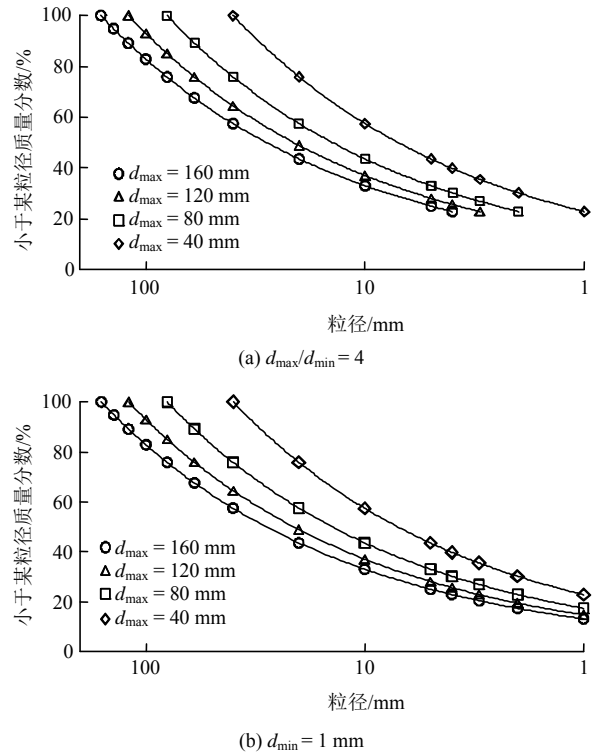 小于某粒径质量分数/%
100
80
60
40
20
0
d_max = 160 mm
d_max = 120 mm
d_max = 80 mm
d_max = 40 mm
100 10 1
粒径/mm
(a) d_max/d_min = 4
小于某粒径质量分数/%
100
80
60
40
20
0
d_max = 160 mm
d_max = 120 mm
d_max = 80 mm
d_max = 40 mm
100 10 1
粒径/mm
(b) d_min = 1 mm